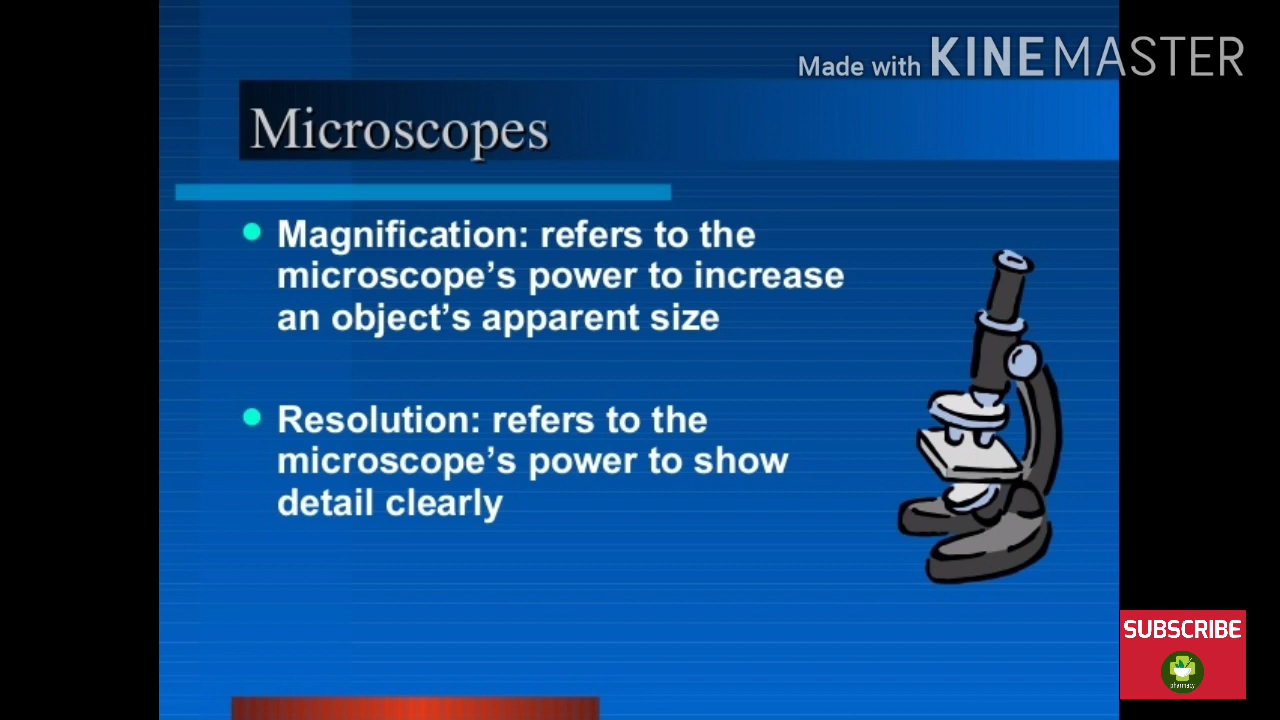 Made with KINEMASTER
Microscopes
Magnification: refers to the
microscope's power to increase
an object's apparent size
Resolution: refers to the
microscope's power to show
detail clearly
SUBSCRIBE
pharmacy